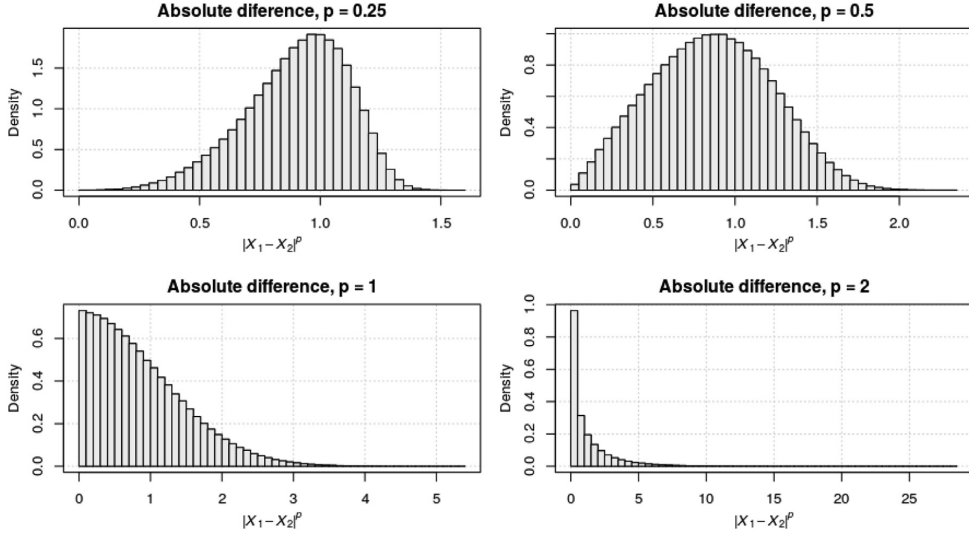 Absolute diference, p = 0.25
Density
0.0 0.5 1.0 1.5
0.0 0.5 1.0 1.5
|X₁ − X₂|ᵖ
Absolute diference, p = 0.5
Density
0.0 0.4 0.8
0.0 0.5 1.0 1.5 2.0
|X₁ − X₂|ᵖ
Absolute difference, p = 1
Density
0.0 0.2 0.4 0.6
0 1 2 3 4 5
|X₁ − X₂|ᵖ
Absolute difference, p = 2
Density
0.0 0.2 0.4 0.6 0.8 1.0
0 5 10 15 20 25
|X₁ − X₂|ᵖ